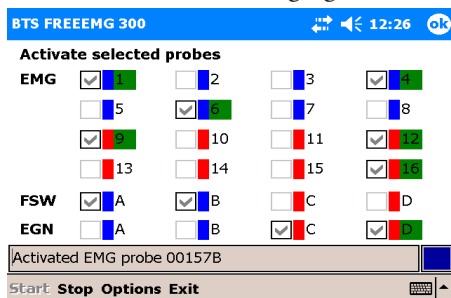 BTS FREEEMG 300 12:26 ok
Activate selected probes
EMG 1 2 3 4
5 6 7 8
9 10 11 12
13 14 15 16
FSW A B C D
EGN A B C D
Activated EMG probe 00157B
Start Stop Options Exit